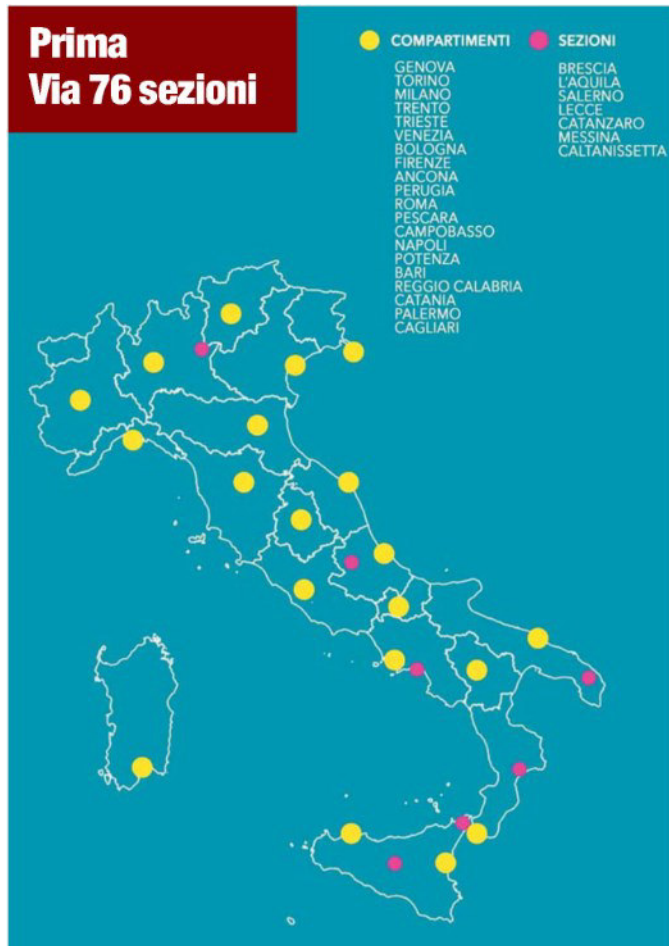 Prima
Via 76 sezioni
COMPARTIMENTI
GENOVA
TORINO
MILANO
TRENTO
TRIESTE
VENEZIA
BOLOGNA
FIRENZE
ANCONA
PERUGIA
ROMA
PESCARA
CAMPOBASSO
NAPOLI
POTENZA
BARI
REGGIO CALABRIA
CATANIA
PALERMO
CAGLIARI
SEZIONI
BRESCIA
L'AQUILA
SALERNO
LECCE
CATANZARO
MESSINA
CALTANISSETTA